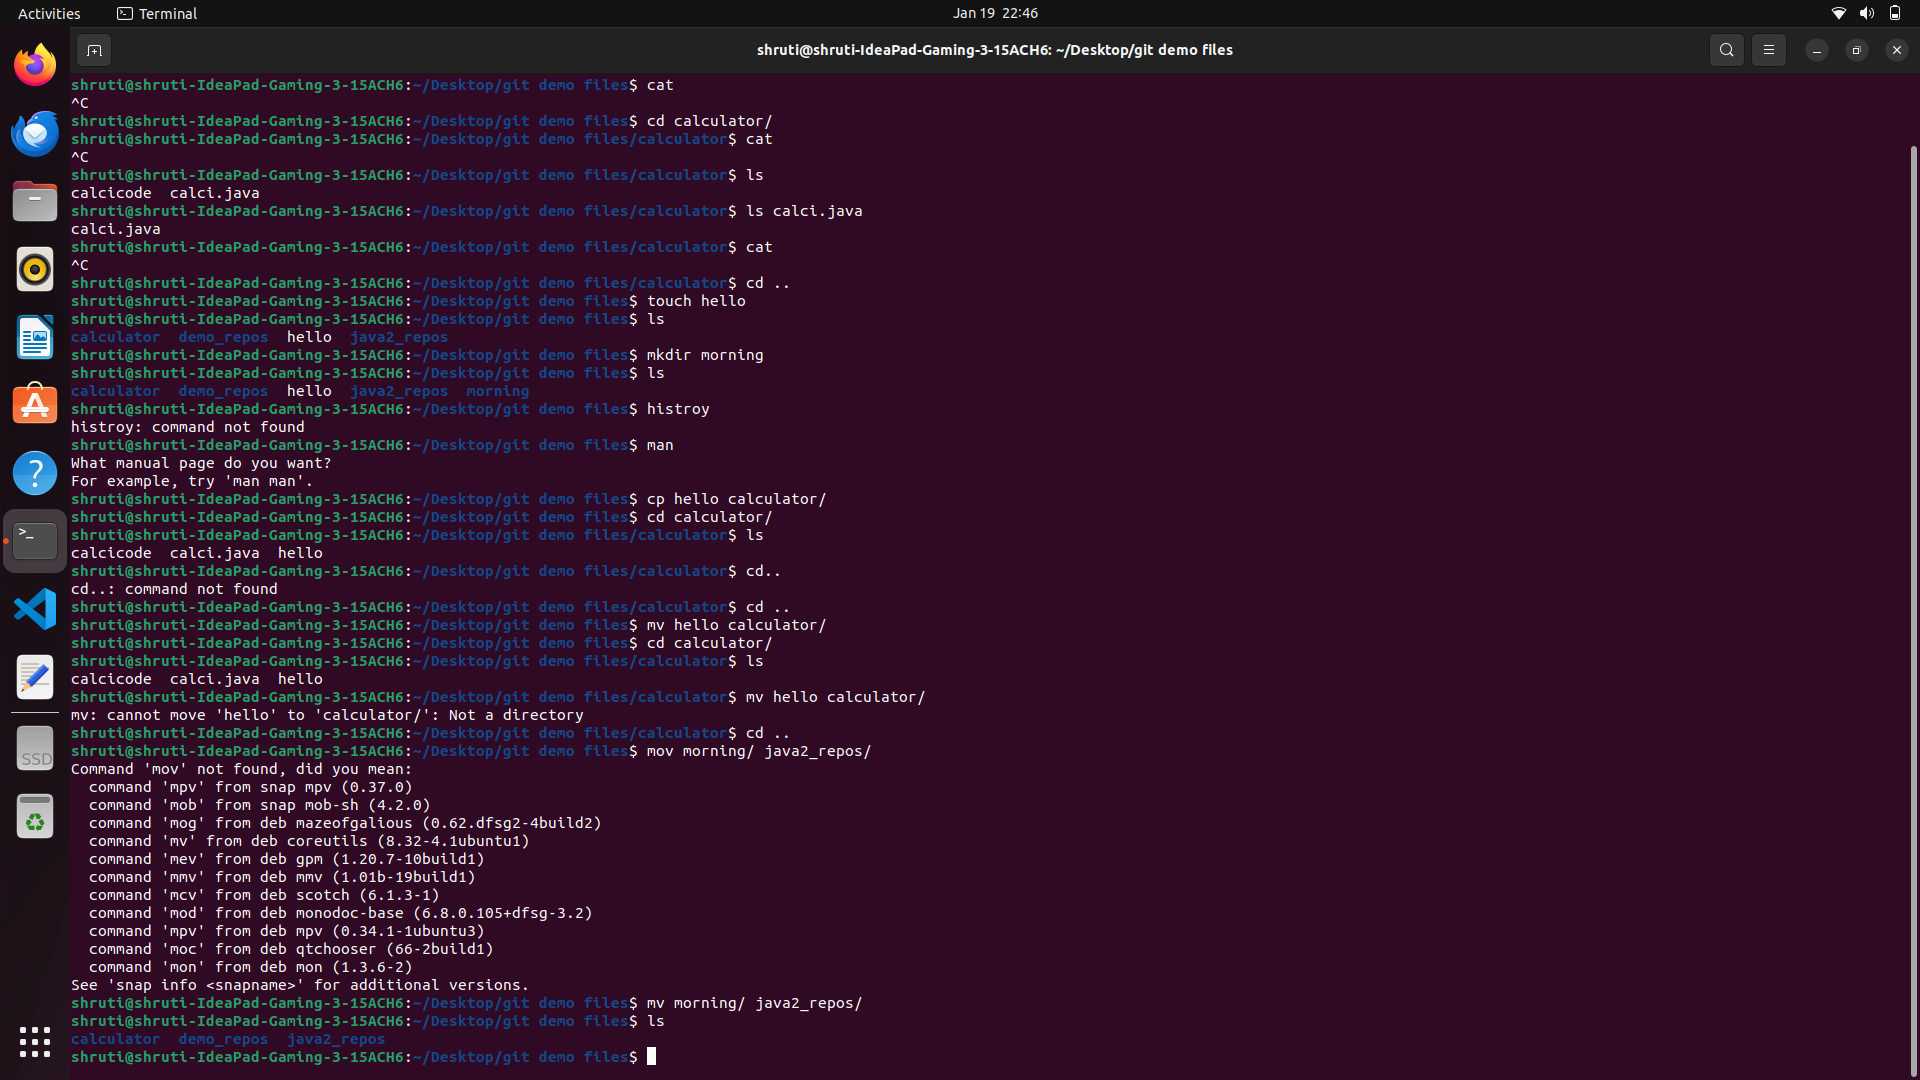 Activities
Terminal
Jan 19 22:46
shruti@shruti-IdeaPad-Gaming-3-15ACH6: ~/Desktop/git demo files
shruti@shruti-IdeaPad-Gaming-3-15ACH6:~/Desktop/git demo files$ cat
^C
shruti@shruti-IdeaPad-Gaming-3-15ACH6:~/Desktop/git demo files$ cd calculator/
shruti@shruti-IdeaPad-Gaming-3-15ACH6:~/Desktop/git demo files/calculator$ cat
^C
shruti@shruti-IdeaPad-Gaming-3-15ACH6:~/Desktop/git demo files/calculator$ ls
calcicode  calci.java
shruti@shruti-IdeaPad-Gaming-3-15ACH6:~/Desktop/git demo files/calculator$ ls calci.java
calci.java
shruti@shruti-IdeaPad-Gaming-3-15ACH6:~/Desktop/git demo files/calculator$ cat
^C
shruti@shruti-IdeaPad-Gaming-3-15ACH6:~/Desktop/git demo files/calculator$ cd ..
shruti@shruti-IdeaPad-Gaming-3-15ACH6:~/Desktop/git demo files$ touch hello
shruti@shruti-IdeaPad-Gaming-3-15ACH6:~/Desktop/git demo files$ ls
calculator  demo_repos  hello  java2_repos
shruti@shruti-IdeaPad-Gaming-3-15ACH6:~/Desktop/git demo files$ mkdir morning
shruti@shruti-IdeaPad-Gaming-3-15ACH6:~/Desktop/git demo files$ ls
calculator  demo_repos  hello  java2_repos  morning
shruti@shruti-IdeaPad-Gaming-3-15ACH6:~/Desktop/git demo files$ histroy
histroy: command not found
shruti@shruti-IdeaPad-Gaming-3-15ACH6:~/Desktop/git demo files$ man
What manual page do you want?
For example, try 'man man'.
shruti@shruti-IdeaPad-Gaming-3-15ACH6:~/Desktop/git demo files$ cp hello calculator/
shruti@shruti-IdeaPad-Gaming-3-15ACH6:~/Desktop/git demo files$ cd calculator/
shruti@shruti-IdeaPad-Gaming-3-15ACH6:~/Desktop/git demo files/calculator$ ls
calcicode  calci.java  hello
shruti@shruti-IdeaPad-Gaming-3-15ACH6:~/Desktop/git demo files/calculator$ cd..
cd..: command not found
shruti@shruti-IdeaPad-Gaming-3-15ACH6:~/Desktop/git demo files/calculator$ cd ..
shruti@shruti-IdeaPad-Gaming-3-15ACH6:~/Desktop/git demo files$ mv hello calculator/
shruti@shruti-IdeaPad-Gaming-3-15ACH6:~/Desktop/git demo files$ cd calculator/
shruti@shruti-IdeaPad-Gaming-3-15ACH6:~/Desktop/git demo files/calculator$ ls
calcicode  calci.java  hello
shruti@shruti-IdeaPad-Gaming-3-15ACH6:~/Desktop/git demo files/calculator$ mv hello calculator/
mv: cannot move 'hello' to 'calculator/': Not a directory
shruti@shruti-IdeaPad-Gaming-3-15ACH6:~/Desktop/git demo files/calculator$ cd ..
shruti@shruti-IdeaPad-Gaming-3-15ACH6:~/Desktop/git demo files$ mov morning/ java2_repos/
Command 'mov' not found, did you mean:
  command 'mpv' from snap mpv (0.37.0)
  command 'mob' from snap mob-sh (4.2.0)
  command 'mog' from deb mazeofgalious (0.62.dfsg2-4build2)
  command 'mv' from deb coreutils (8.32-4.1ubuntu1)
  command 'mev' from deb gpm (1.20.7-10build1)
  command 'mmv' from deb mmv (1.01b-19build1)
  command 'mcv' from deb scotch (6.1.3-1)
  command 'mod' from deb monodoc-base (6.8.0.105+dfsg-3.2)
  command 'mpv' from deb mpv (0.34.1-1ubuntu3)
  command 'moc' from deb qtchooser (66-2build1)
  command 'mon' from deb mon (1.3.6-2)
See 'snap info <snapname>' for additional versions.
shruti@shruti-IdeaPad-Gaming-3-15ACH6:~/Desktop/git demo files$ mv morning/ java2_repos/
shruti@shruti-IdeaPad-Gaming-3-15ACH6:~/Desktop/git demo files$ ls
calculator  demo_repos  java2_repos
shruti@shruti-IdeaPad-Gaming-3-15ACH6:~/Desktop/git demo files$
SSD